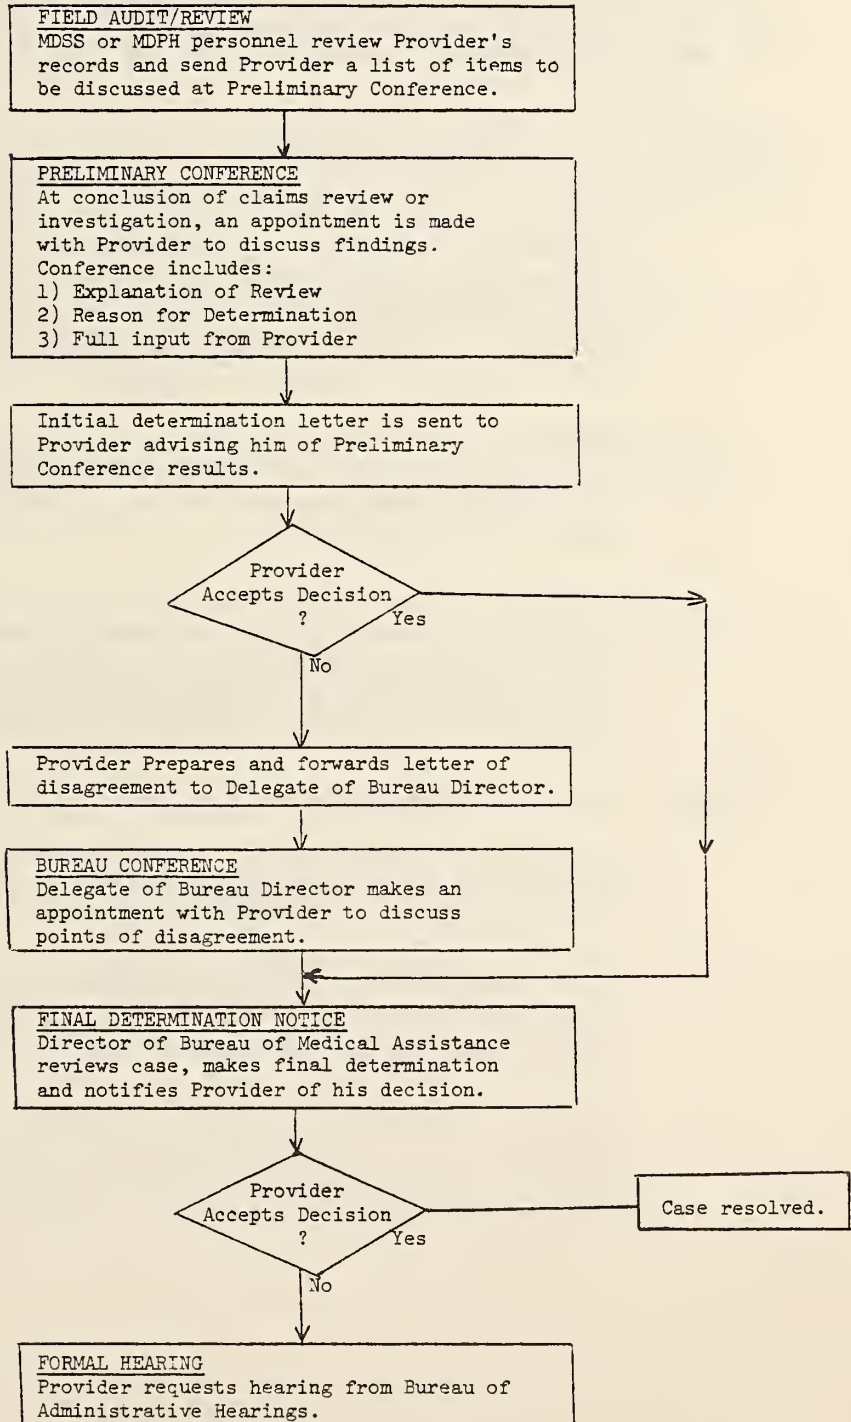 FIELD AUDIT/REVIEW
MDSS or MDPH personnel review Provider's
records and send Provider a list of items to
be discussed at Preliminary Conference.
PRELIMINARY CONFERENCE
At conclusion of claims review or
investigation, an appointment is made
with Provider to discuss findings.
Conference includes:
1) Explanation of Review
2) Reason for Determination
3) Full input from Provider
Initial determination letter is sent to
Provider advising him of Preliminary
Conference results.
Provider
Accepts Decision
?
Yes
No
Provider Prepares and forwards letter of
disagreement to Delegate of Bureau Director.
BUREAU CONFERENCE
Delegate of Bureau Director makes an
appointment with Provider to discuss
points of disagreement.
FINAL DETERMINATION NOTICE
Director of Bureau of Medical Assistance
reviews case, makes final determination
and notifies Provider of his decision.
Provider
Accepts Decision
?
Yes
Case resolved.
No
FORMAL HEARING
Provider requests hearing from Bureau of
Administrative Hearings.